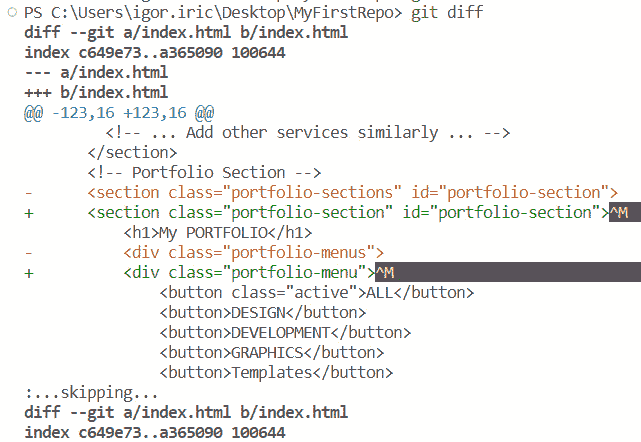 PS C:\Users\igor.iric\Desktop\MyFirstRepo> git diff
diff --git a/index.html b/index.html
index c649e73..a365090 100644
--- a/index.html
+++ b/index.html
@@ -123,16 +123,16 @@
         <!-- ... Add other services similarly ... -->
       </section>
       <!-- Portfolio Section -->
-      <section class="portfolio-sections" id="portfolio-section">
+      <section class="portfolio-section" id="portfolio-section">^M
          <h1>My PORTFOLIO</h1>
-         <div class="portfolio-menus">
+         <div class="portfolio-menu">^M
              <button class="active">ALL</button>
              <button>DESIGN</button>
              <button>DEVELOPMENT</button>
              <button>GRAPHICS</button>
              <button>Templates</button>
:...skipping...
diff --git a/index.html b/index.html
index c649e73..a365090 100644